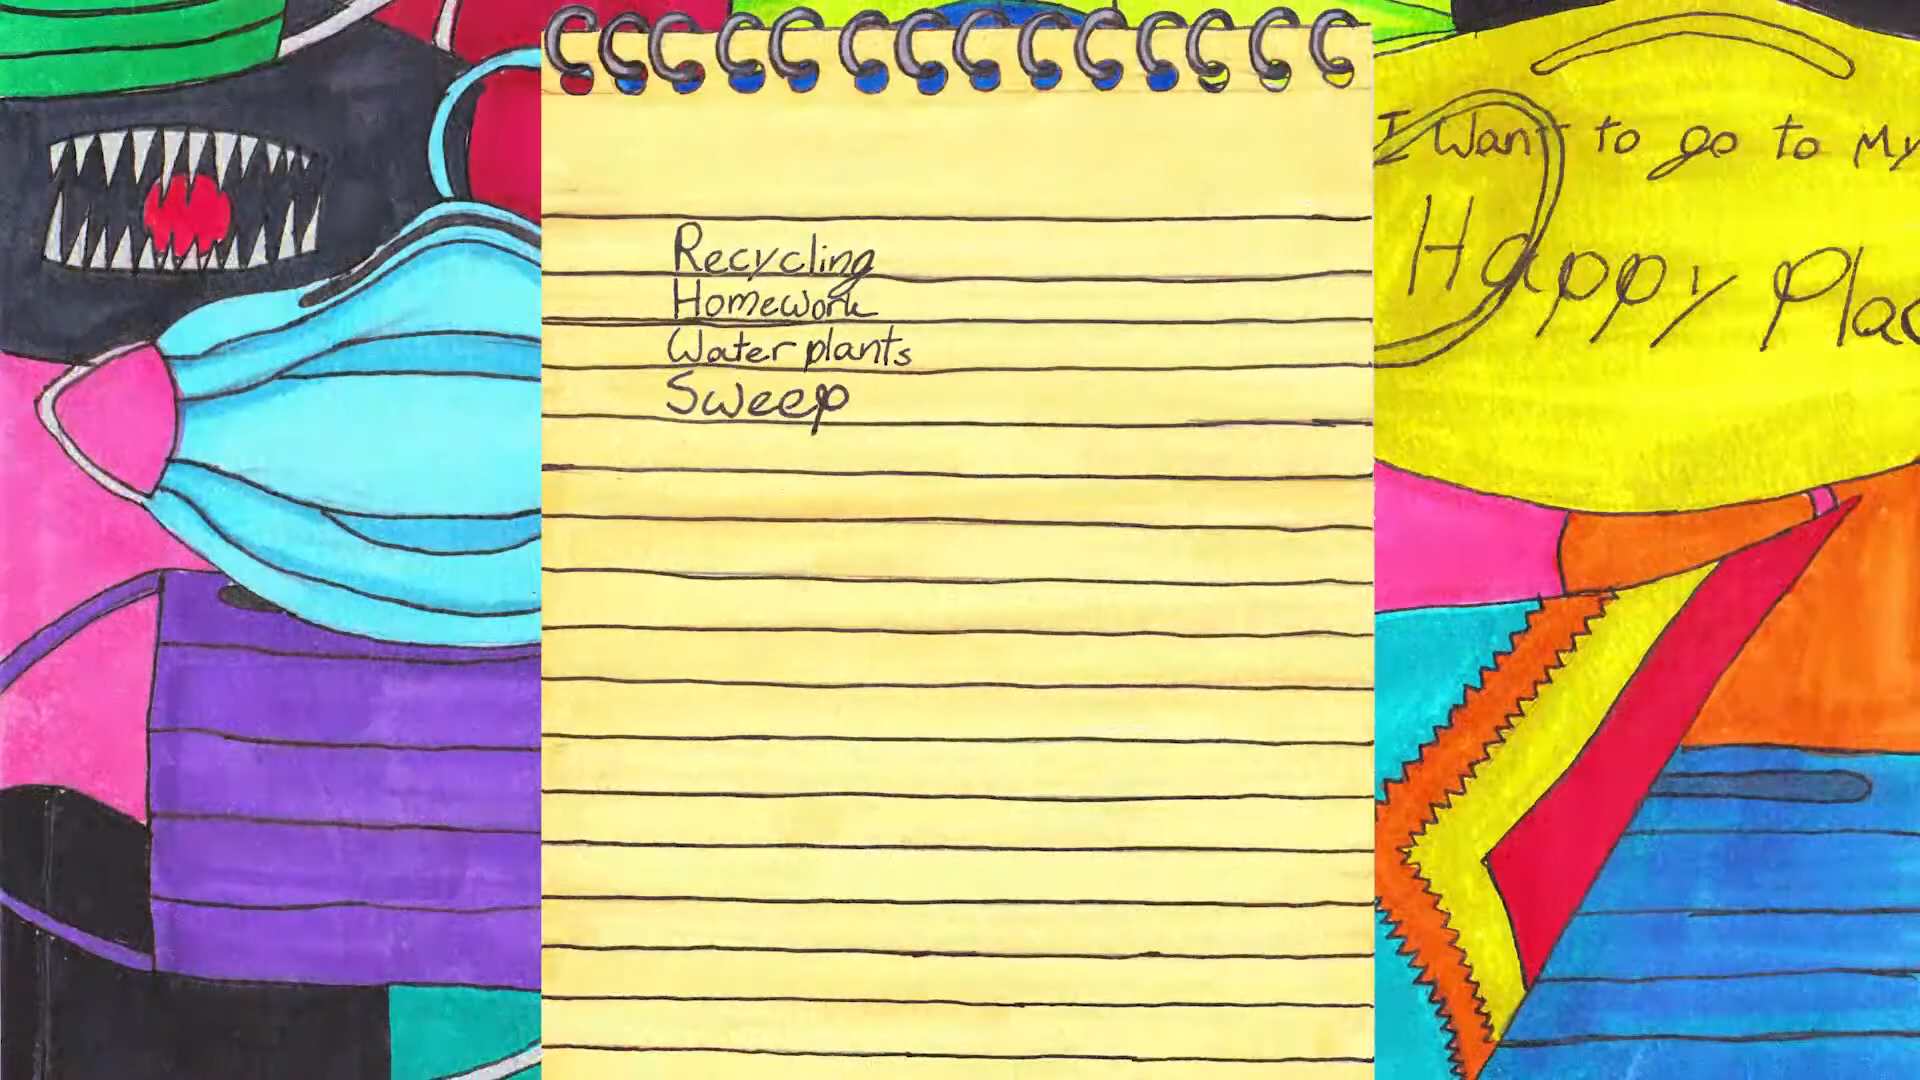 Recycling
Homework
Water plants
Sweep
I Want to go to My
Happy Plac